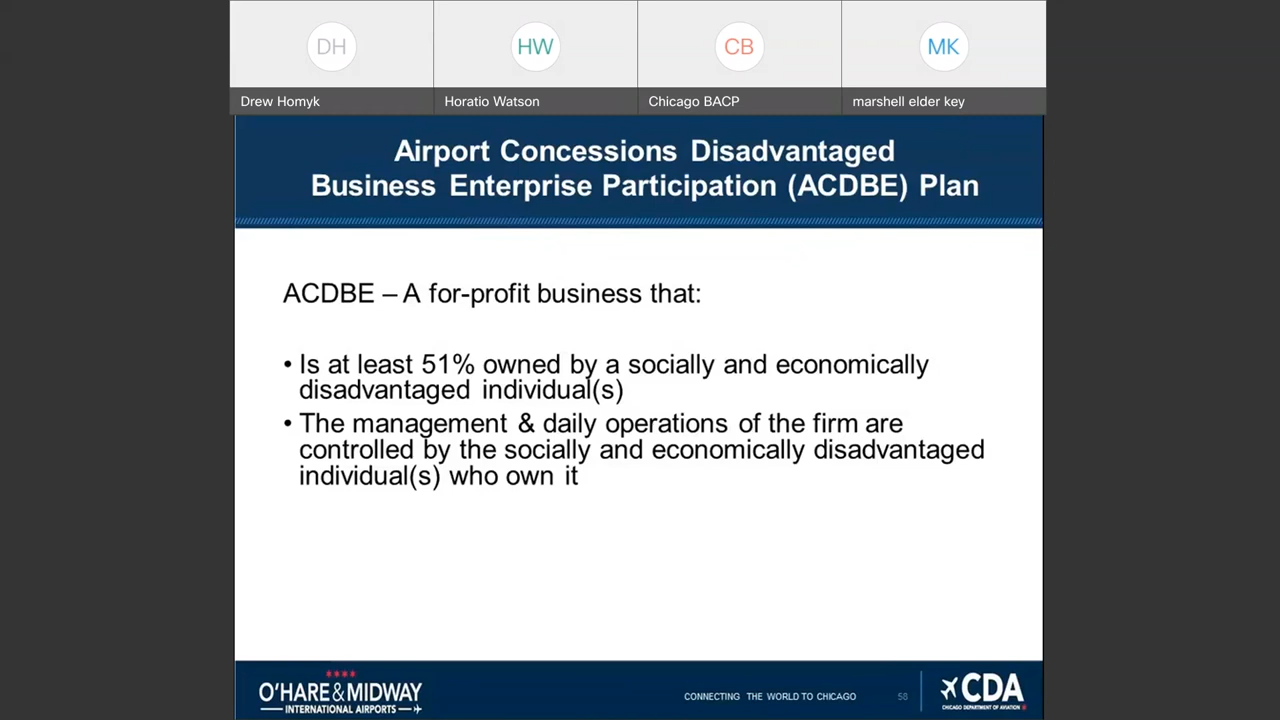 DH
HW
CB
MK
Drew Homyk
Horatio Watson
Chicago BACP
marshell elder key
Airport Concessions Disadvantaged
Business Enterprise Participation (ACDBE) Plan
ACDBE – A for-profit business that:
• Is at least 51% owned by a socially and economically
disadvantaged individual(s)
• The management & daily operations of the firm are
controlled by the socially and economically disadvantaged
individual(s) who own it
O'HARE & MIDWAY
INTERNATIONAL AIRPORTS
CONNECTING THE WORLD TO CHICAGO
58
CDA
CHICAGO DEPARTMENT OF AVIATION